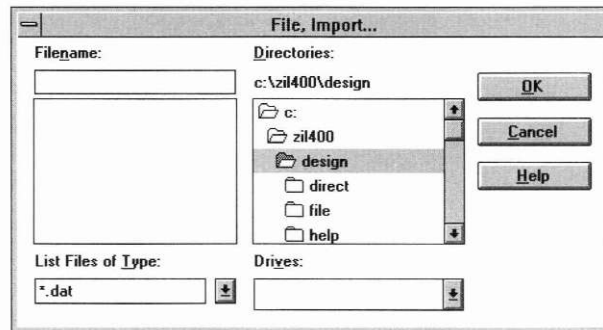 File, Import...
Filename:
Directories:
c:\zil400\design
c:
zil400
design
direct
file
help
OK
Cancel
Help
List Files of Type:
*.dat
Drives: